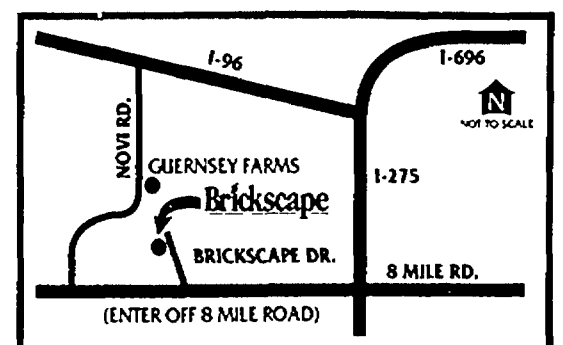 I-96
I-696
N
NOT TO SCALE
NOVI RD.
GUERNSEY FARMS
I-275
Brickscape
BRICKSCAPE DR.
8 MILE RD.
(ENTER OFF 8 MILE ROAD)